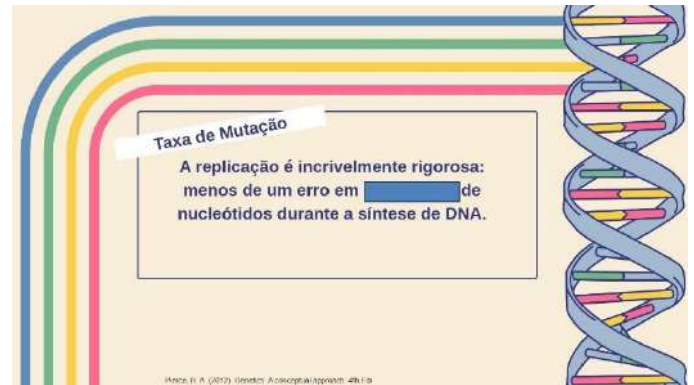 Taxa de Mutação
A replicação é incrivelmente rigorosa:
menos de um erro em de
nucleótidos durante a síntese de DNA.
Pierce, B. A. (2012). Genetics: A conceptual approach. 4th Ed.